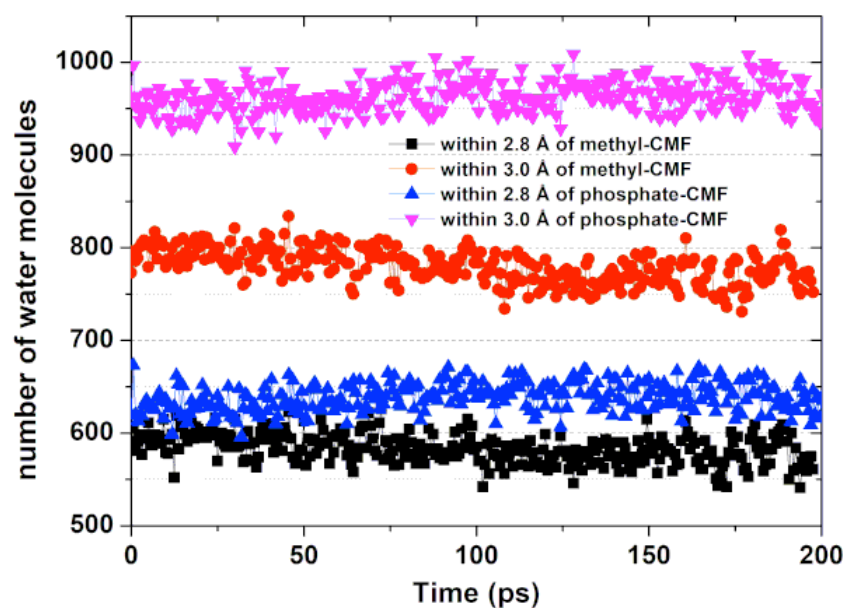 1000
900
800
700
600
500
number of water molecules
within 2.8 Å of methyl-CMF
within 3.0 Å of methyl-CMF
within 2.8 Å of phosphate-CMF
within 3.0 Å of phosphate-CMF
0 50 100 150 200
Time (ps)